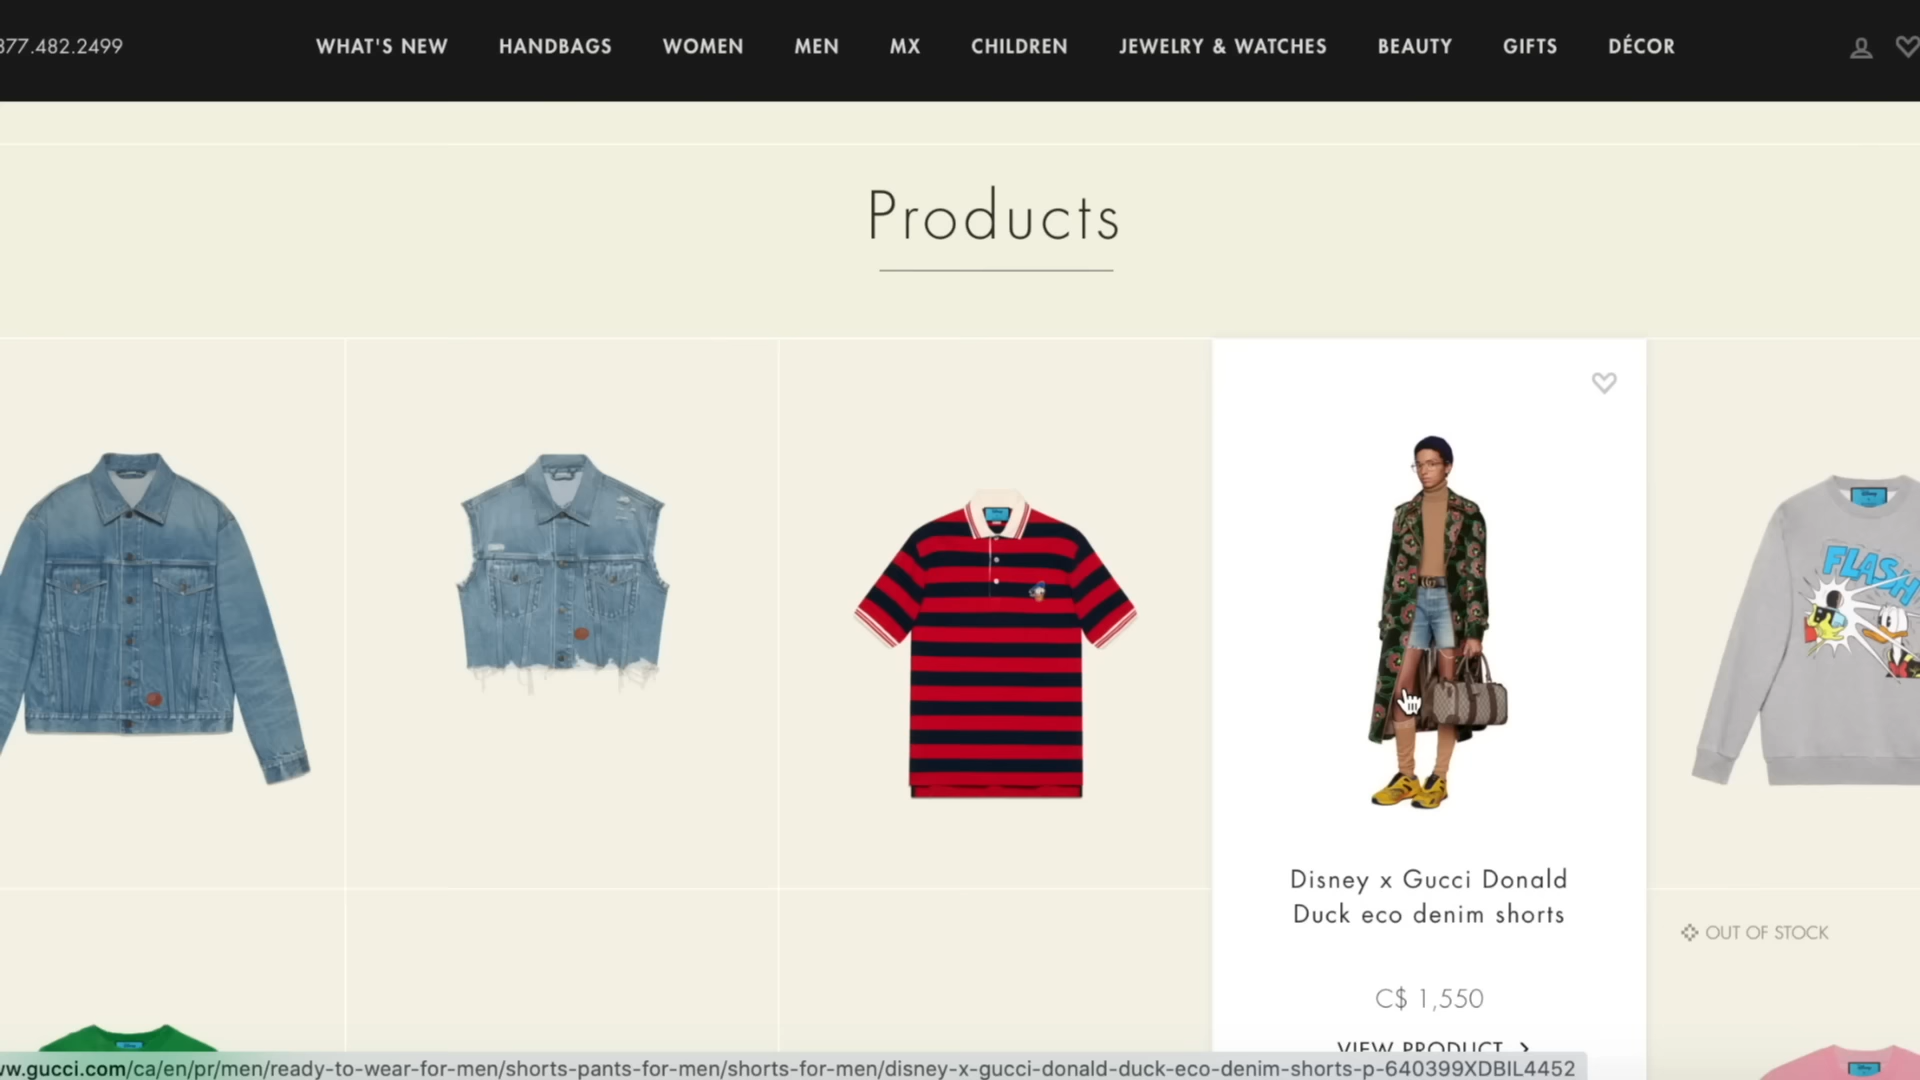 877.482.2499
WHAT'S NEW HANDBAGS WOMEN MEN MX CHILDREN JEWELRY & WATCHES BEAUTY GIFTS DÉCOR
Products
FLASH
Disney x Gucci Donald
Duck eco denim shorts
OUT OF STOCK
C$ 1,550
VIEW PRODUCT
ww.gucci.com/ca/en/pr/men/ready-to-wear-for-men/shorts-pants-for-men/shorts-for-men/disney-x-gucci-donald-duck-eco-denim-shorts-p-640399XDBIL4452